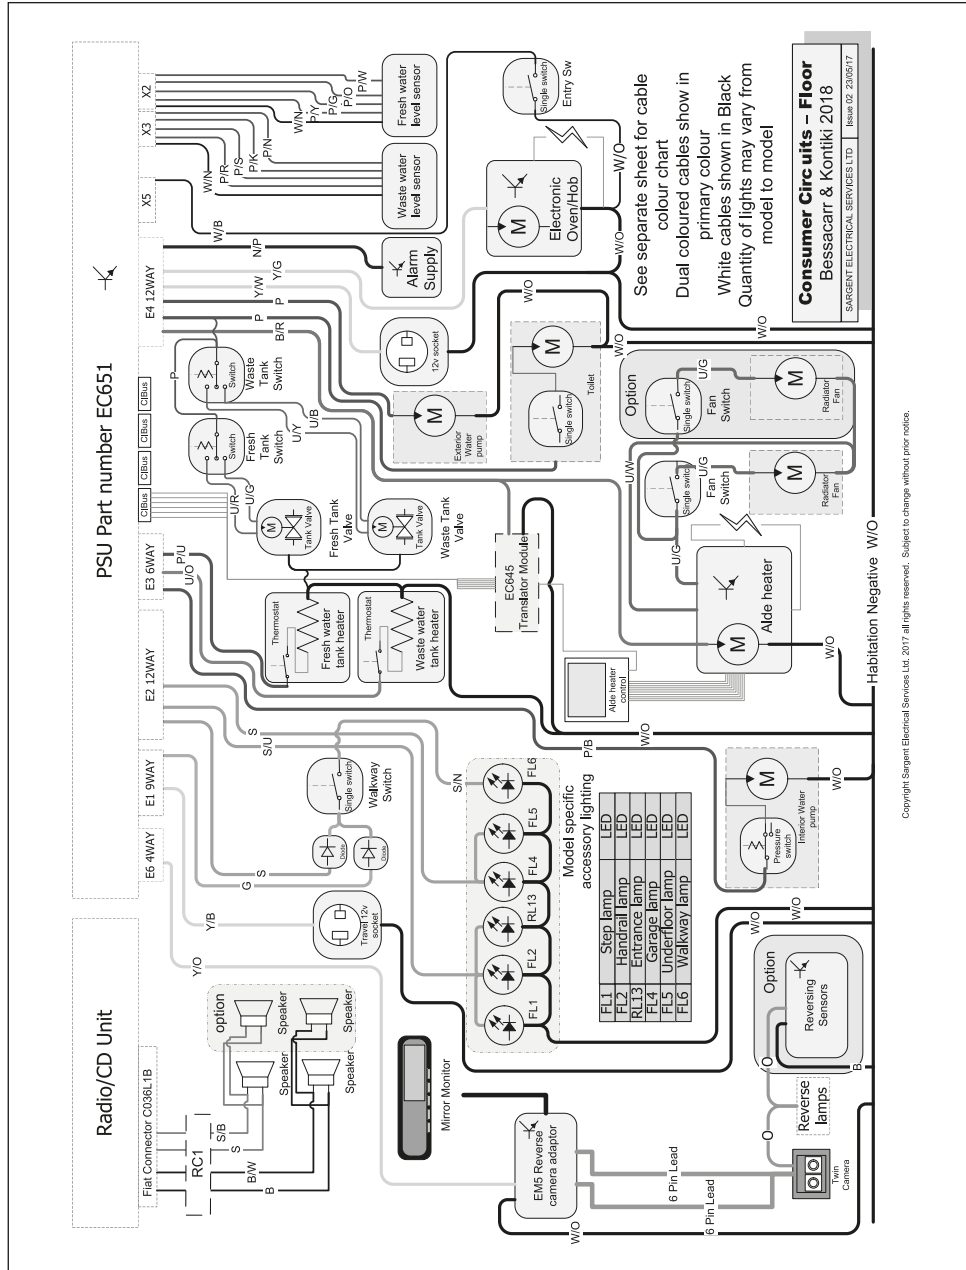 PSU Part number EC651
Radio/CD Unit
Fiat Connector C036L1B
E6 4WAY
E1 9WAY
E2 12WAY
E3 6WAY
CIBus
CIBus
CIBus
CIBus
E4 12WAY
X5
X3
X2
RC1
S/B
S
B/W
B
option
Speaker
Speaker
Speaker
Speaker
Y/O
Y/B
G
S
S
S/U
U/O
P/U
U/R
U/G
U/Y
U/B
P
B/R
P
P
Y/W
Y/G
N/P
W/B
W/N
P/R
P/S
P/K
P/N
W/N
P/Y
P/G
P/O
P/W
Travel 12v
socket
Diode
Diode
Single switch
Walkway
Switch
Thermostat
Fresh water
tank heater
Thermostat
Waste water
tank heater
Tank Valve
Fresh Tank
Valve
Tank Valve
Waste Tank
Valve
Switch
Fresh
Tank
Switch
Switch
Waste
Tank
Switch
12v socket
Alarm
Supply
Waste water
level sensor
Fresh water
level sensor
Single switch
Entry Sw
M
M
Mirror Monitor
EM5 Reverse
camera adaptor
W/O
6 Pin Lead
6 Pin Lead
Twin
Camera
Reverse
lamps
O
O
Option
Reversing
Sensors
B
S/N
FL1
FL2
RL13
FL4
FL5
FL6
Model specific
accessory lighting
FL1 Step lamp LED
FL2 Handrail lamp LED
RL13 Entrance lamp LED
FL4 Garage lamp LED
FL5 Underfloor lamp LED
FL6 Walkway lamp LED
W/O
W/O
P/B
W/O
EC645
Translator Module
Alde heater
control
M
Alde heater
W/O
M
Pressure
switch
Interior Water
pump
W/O
M
Exterior
Water
pump
M
Single switch
Toilet
W/O
W/O
M
Electronic
Oven/Hob
W/O
W/O
U/W
U/G
Single switch
Fan
Switch
U/G
M
Radiator
Fan
Option
Single switch
Fan
Switch
U/G
M
Radiator
Fan
W/O
Habitation Negative W/O
See separate sheet for cable
colour chart
Dual coloured cables show in
primary colour
White cables shown in Black
Quantity of lights may vary from
model to model
Consumer Circuits – Floor
Bessacarr & Kontiki 2018
SARGENT ELECTRICAL SERVICES LTD
Issue 02 23/05/17
Copyright Sargent Electrical Services Ltd, 2017 all rights reserved. Subject to change without prior notice.